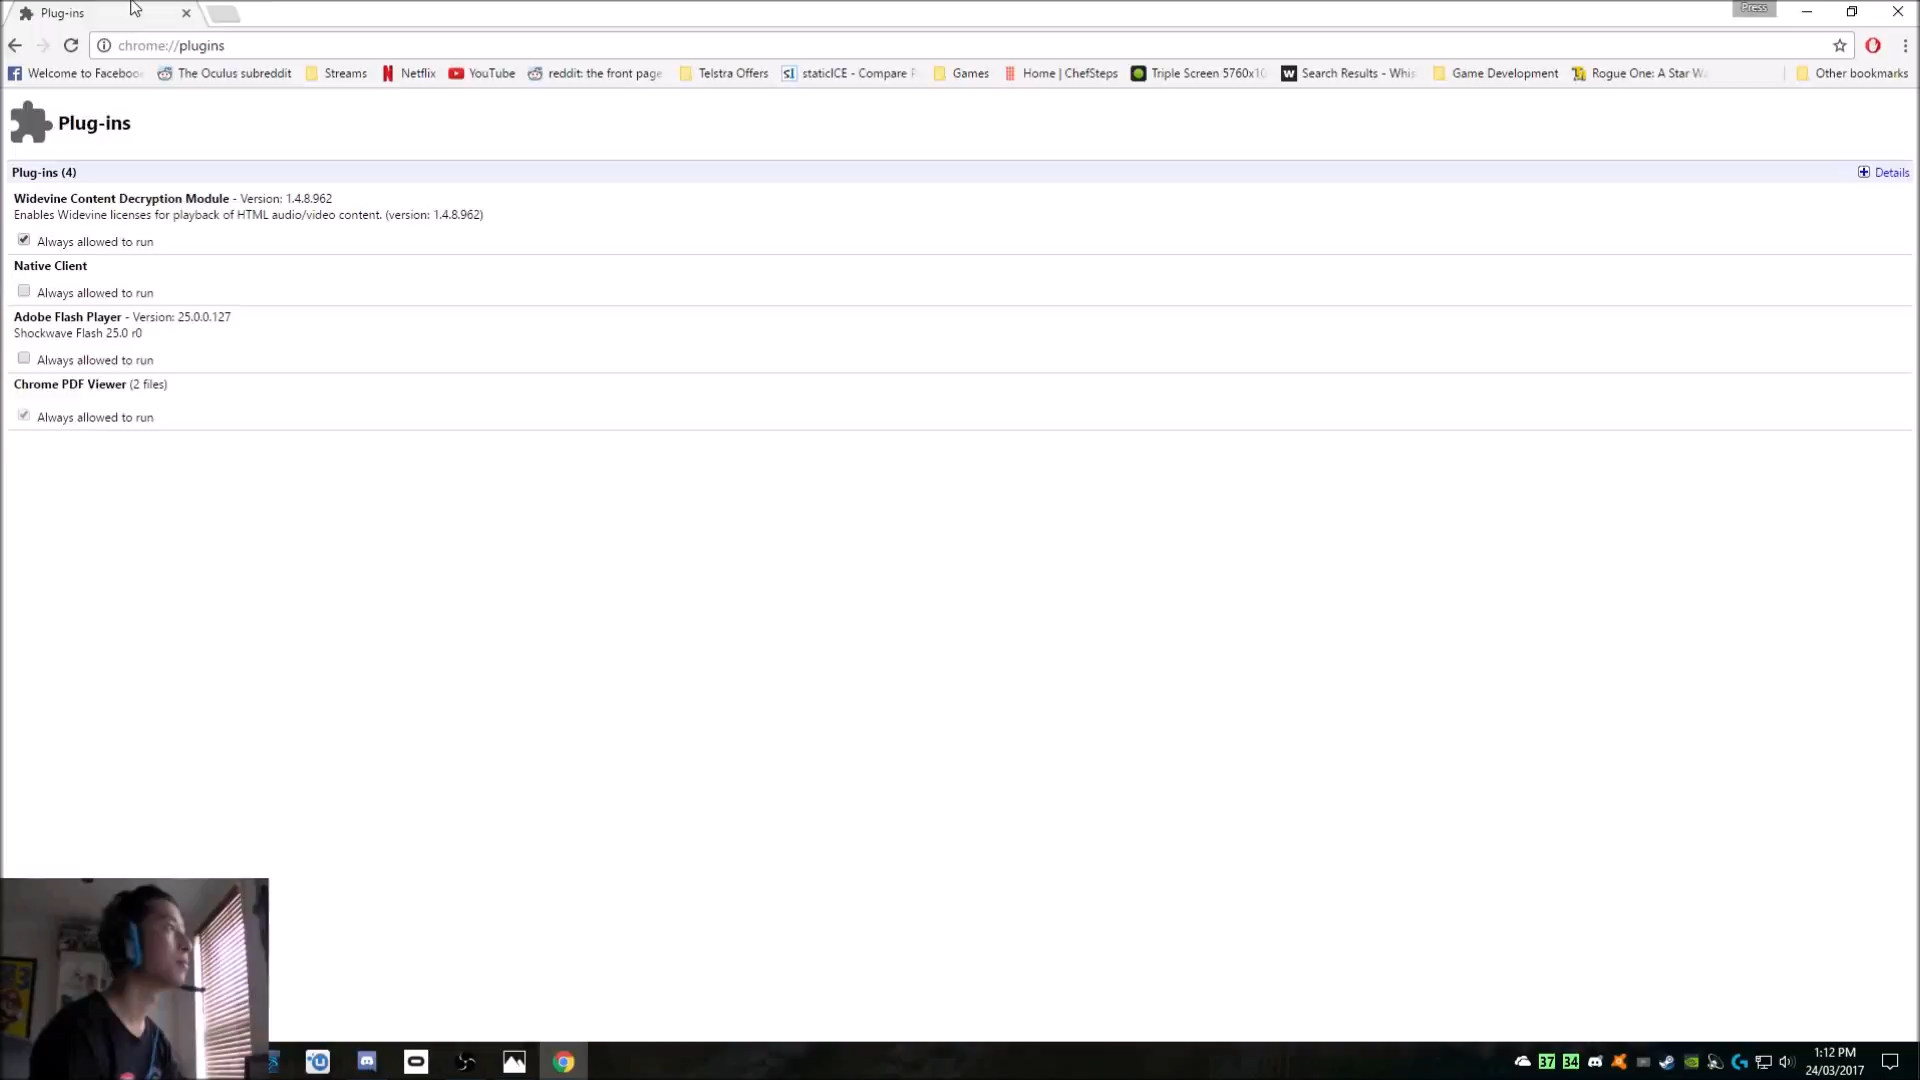 Plug-ins
Press
chrome://plugins
Welcome to Faceboo
The Oculus subreddit
Streams
Netflix
YouTube
reddit: the front page
Telstra Offers
SI staticICE - Compare P
Games
Home | ChefSteps
Triple Screen 5760x10
W Search Results - Whis
Game Development
Rogue One: A Star W
Other bookmarks
Plug-ins
Plug-ins (4)
Details
Widevine Content Decryption Module - Version: 1.4.8.962
Enables Widevine licenses for playback of HTML audio/video content. (version: 1.4.8.962)
Always allowed to run
Native Client
Always allowed to run
Adobe Flash Player - Version: 25.0.0.127
Shockwave Flash 25.0 r0
Always allowed to run
Chrome PDF Viewer (2 files)
Always allowed to run
37
34
1:12 PM
24/03/2017